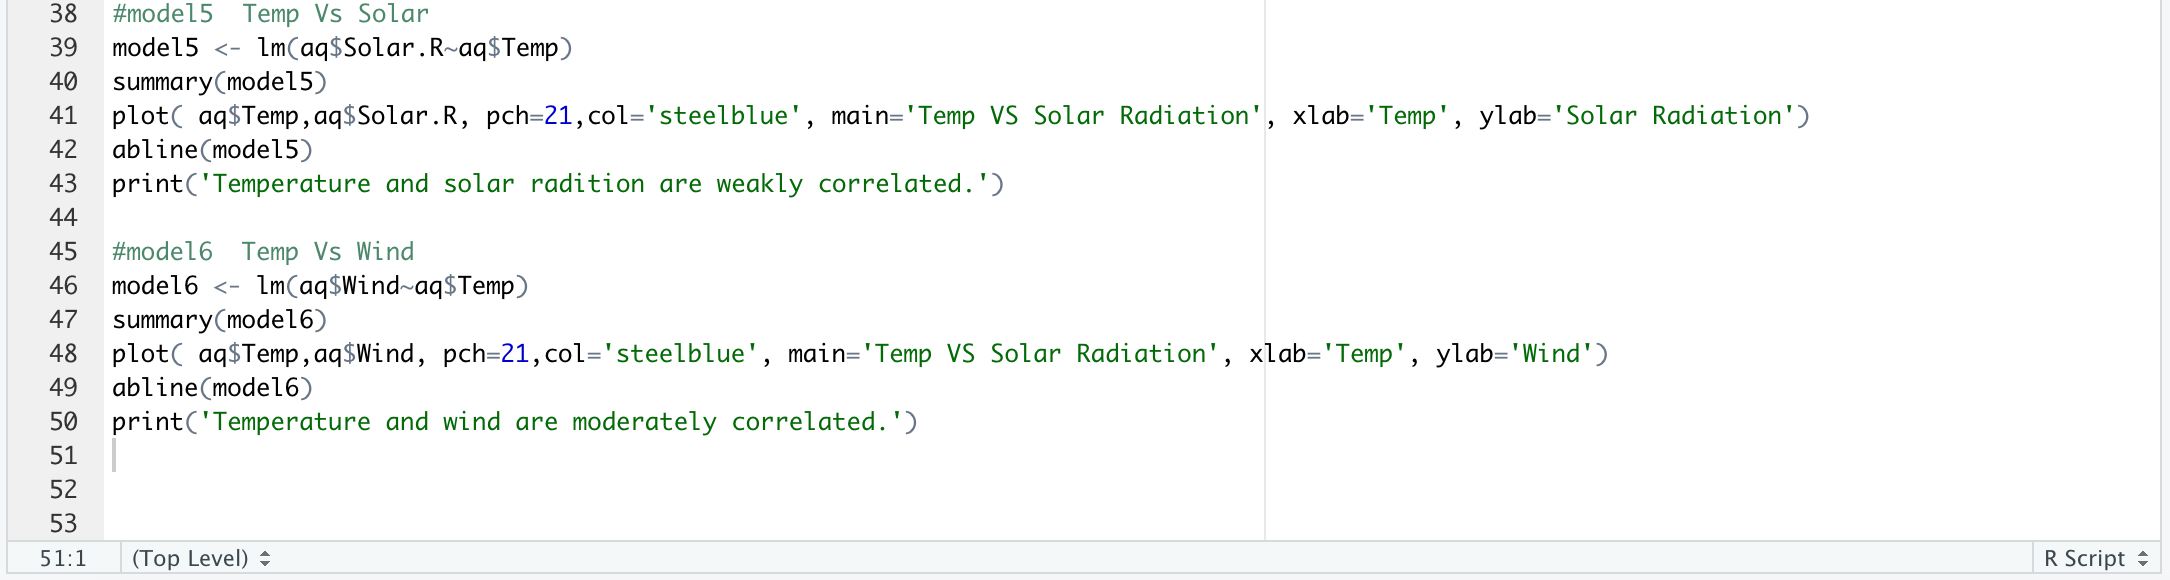 38 #model5  Temp Vs Solar
39 model5 <- lm(aq$Solar.R~aq$Temp)
40 summary(model5)
41 plot( aq$Temp,aq$Solar.R, pch=21,col='steelblue', main='Temp VS Solar Radiation', xlab='Temp', ylab='Solar Radiation')
42 abline(model5)
43 print('Temperature and solar radition are weakly correlated.')
44
45 #model6  Temp Vs Wind
46 model6 <- lm(aq$Wind~aq$Temp)
47 summary(model6)
48 plot( aq$Temp,aq$Wind, pch=21,col='steelblue', main='Temp VS Solar Radiation', xlab='Temp', ylab='Wind')
49 abline(model6)
50 print('Temperature and wind are moderately correlated.')
51
52
53
51:1 (Top Level) R Script